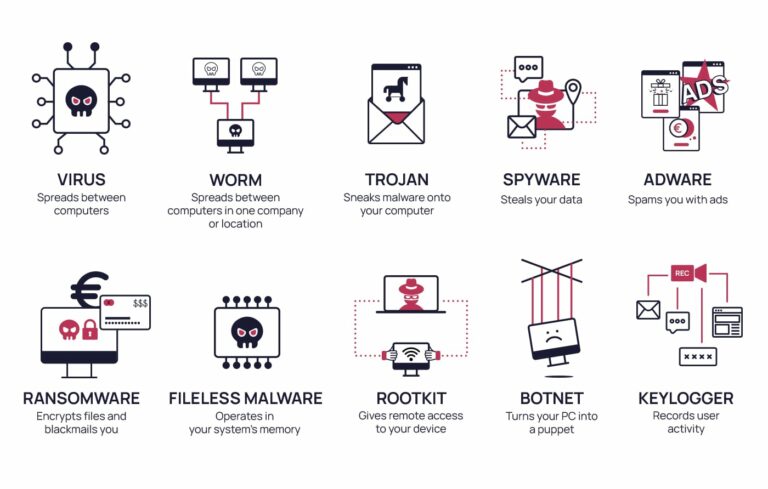 ADS
VIRUS
Spreads between
computers
WORM
Spreads between
computers in one company
or location
TROJAN
Sneaks malware onto
your computer
SPYWARE
Steals your data
ADWARE
Spams you with ads
€
€
$$$
REC
××××
RANSOMWARE
Encrypts files and
blackmails you
FILELESS MALWARE
Operates in
your system's memory
ROOTKIT
Gives remote access
to your device
BOTNET
Turns your PC into
a puppet
KEYLOGGER
Records user
activity